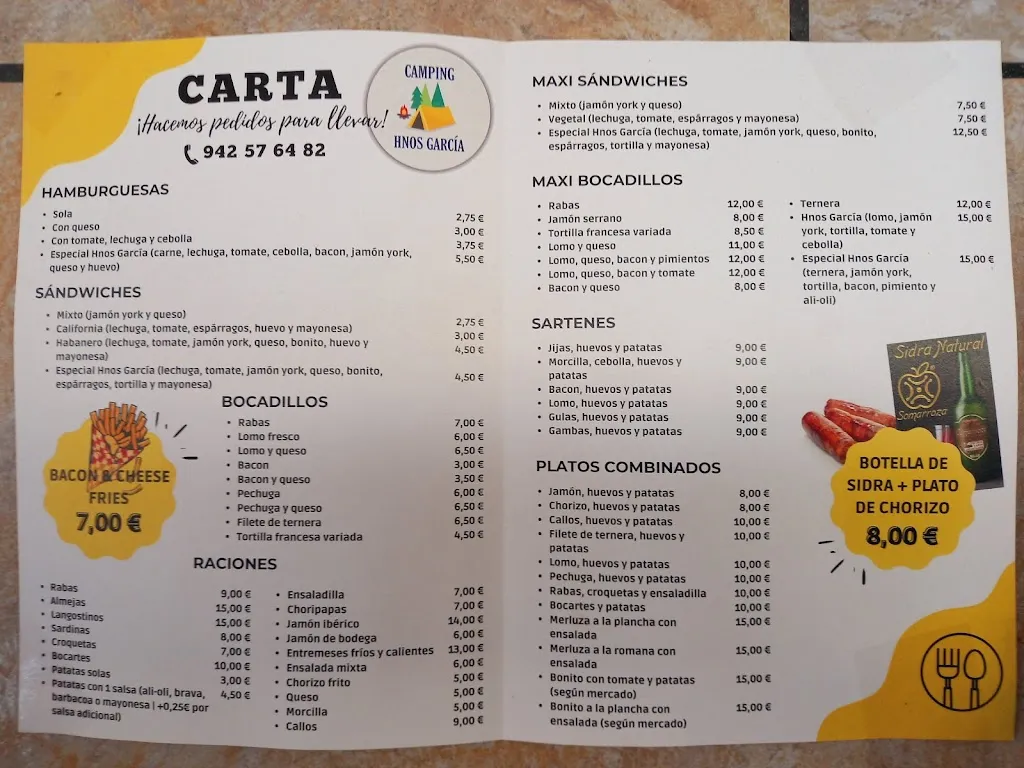 CARTA
¡Hacemos pedidos para llevar!
942 57 64 82
CAMPING
HNOS GARCÍA
HAMBURGUESAS
• Sola 2,75 €
• Con queso 3,00 €
• Con tomate, lechuga y cebolla 3,75 €
• Especial Hnos García (carne, lechuga, tomate, cebolla, bacon, jamón york, 5,50 €
queso y huevo)
SÁNDWICHES
• Mixto (jamón york y queso) 2,75 €
• California (lechuga, tomate, espárragos, huevo y mayonesa) 3,00 €
• Habanero (lechuga, tomate, jamón york, queso, bonito, huevo y 4,50 €
mayonesa)
• Especial Hnos García (lechuga, tomate, jamón york, queso, bonito, 4,50 €
espárragos, tortilla y mayonesa)
BACON & CHEESE
FRIES
7,00 €
BOCADILLOS
• Rabas 7,00 €
• Lomo fresco 6,00 €
• Lomo y queso 6,50 €
• Bacon 3,00 €
• Bacon y queso 3,50 €
• Pechuga 6,00 €
• Pechuga y queso 6,50 €
• Filete de ternera 6,50 €
• Tortilla francesa variada 4,50 €
RACIONES
• Rabas 9,00 €
• Almejas 15,00 €
• Langostinos 15,00 €
• Sardinas 8,00 €
• Croquetas 7,00 €
• Bocartes 10,00 €
• Patatas solas 3,00 €
• Patatas con 1 salsa (ali-oli, brava, 4,50 €
barbacoa o mayonesa | +0,25€ por
salsa adicional)
• Ensaladilla 7,00 €
• Choripapas 7,00 €
• Jamón ibérico 14,00 €
• Jamón de bodega 6,00 €
• Entremeses fríos y calientes 13,00 €
• Ensalada mixta 6,00 €
• Chorizo frito 5,00 €
• Queso 5,00 €
• Morcilla 5,00 €
• Callos 9,00 €
MAXI SÁNDWICHES
• Mixto (jamón york y queso) 7,50 €
• Vegetal (lechuga, tomate, espárragos y mayonesa) 7,50 €
• Especial Hnos García (lechuga, tomate, jamón york, queso, bonito, 12,50 €
espárragos, tortilla y mayonesa)
MAXI BOCADILLOS
• Rabas 12,00 €
• Jamón serrano 8,00 €
• Tortilla francesa variada 8,50 €
• Lomo y queso 11,00 €
• Lomo, queso, bacon y pimientos 12,00 €
• Lomo, queso, bacon y tomate 12,00 €
• Bacon y queso 8,00 €
• Ternera 12,00 €
• Hnos García (lomo, jamón 15,00 €
york, tortilla, tomate y
cebolla)
• Especial Hnos García 15,00 €
(ternera, jamón york,
tortilla, bacon, pimiento y
ali-oli)
SARTENES
• Jijas, huevos y patatas 9,00 €
• Morcilla, cebolla, huevos y 9,00 €
patatas
• Bacon, huevos y patatas 9,00 €
• Lomo, huevos y patatas 9,00 €
• Gulas, huevos y patatas 9,00 €
• Gambas, huevos y patatas 9,00 €
PLATOS COMBINADOS
• Jamón, huevos y patatas 8,00 €
• Chorizo, huevos y patatas 8,00 €
• Callos, huevos y patatas 10,00 €
• Filete de ternera, huevos y 10,00 €
patatas
• Lomo, huevos y patatas 10,00 €
• Pechuga, huevos y patatas 10,00 €
• Rabas, croquetas y ensaladilla 10,00 €
• Bocartes y patatas 10,00 €
• Merluza a la plancha con 15,00 €
ensalada
• Merluza a la romana con 15,00 €
ensalada
• Bonito con tomate y patatas 15,00 €
(según mercado)
• Bonito a la plancha con 15,00 €
ensalada (según mercado)
Sidra Natural
Somarroza
BOTELLA DE
SIDRA + PLATO
DE CHORIZO
8,00 €